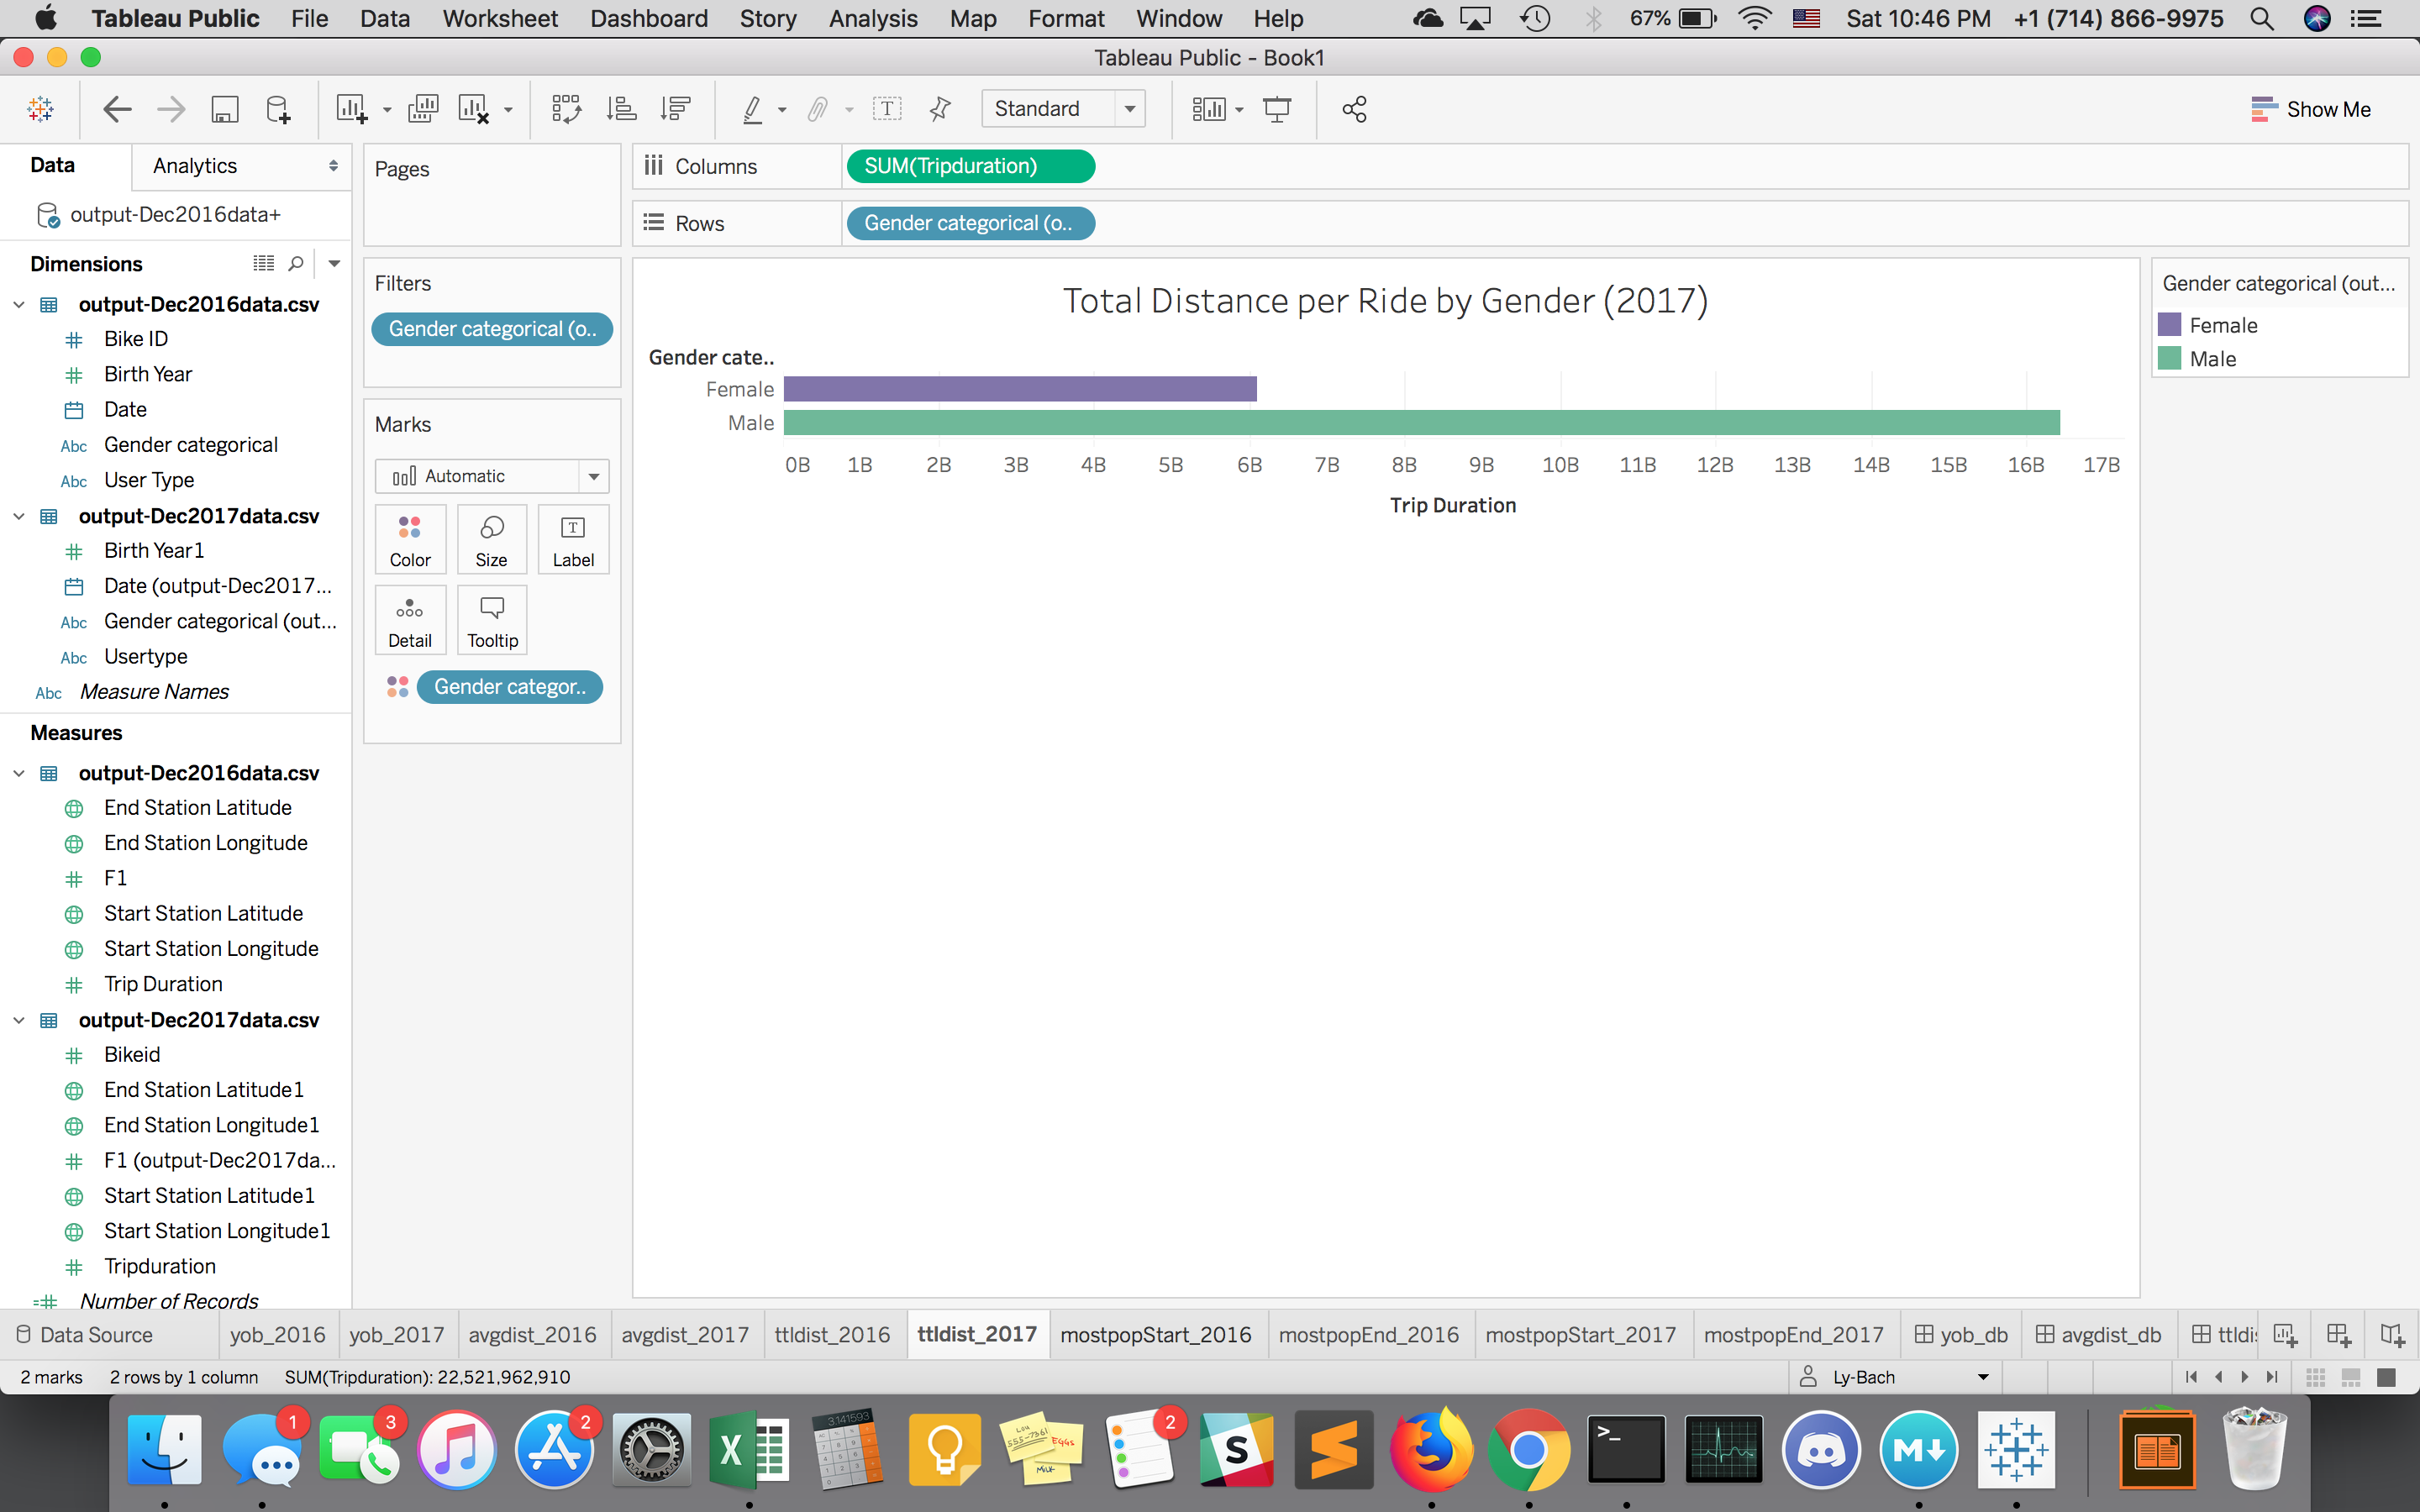 Tableau Public File Data Worksheet Dashboard Story Analysis Map Format Window Help 67% Sat 10:46 PM +1 (714) 866-9975
Tableau Public - Book1
Standard
Show Me
Data
Analytics
output-Dec2016data+
Dimensions
output-Dec2016data.csv
Bike ID
Birth Year
Date
Abc Gender categorical
Abc User Type
output-Dec2017data.csv
Birth Year1
Date (output-Dec2017...
Abc Gender categorical (out...
Abc Usertype
Abc Measure Names
Measures
output-Dec2016data.csv
End Station Latitude
End Station Longitude
F1
Start Station Latitude
Start Station Longitude
Trip Duration
output-Dec2017data.csv
Bikeid
End Station Latitude1
End Station Longitude1
F1 (output-Dec2017da...
Start Station Latitude1
Start Station Longitude1
Tripduration
Number of Records
Pages
Filters
Gender categorical (o..
Marks
Automatic
Color
Size
Label
Detail
Tooltip
Gender categor..
Columns
SUM(Tripduration)
Rows
Gender categorical (o..
Total Distance per Ride by Gender (2017)
Gender cate..
Female
Male
0B 1B 2B 3B 4B 5B 6B 7B 8B 9B 10B 11B 12B 13B 14B 15B 16B 17B
Trip Duration
Gender categorical (out...
Female
Male
Data Source yob_2016 yob_2017 avgdist_2016 avgdist_2017 ttldist_2016 ttldist_2017 mostpopStart_2016 mostpopEnd_2016 mostpopStart_2017 mostpopEnd_2017 yob_db avgdist_db ttldi
2 marks 2 rows by 1 column SUM(Tripduration): 22,521,962,910 Ly-Bach
1
3
2
2
3.141593
555-7361
EGGS
MILK